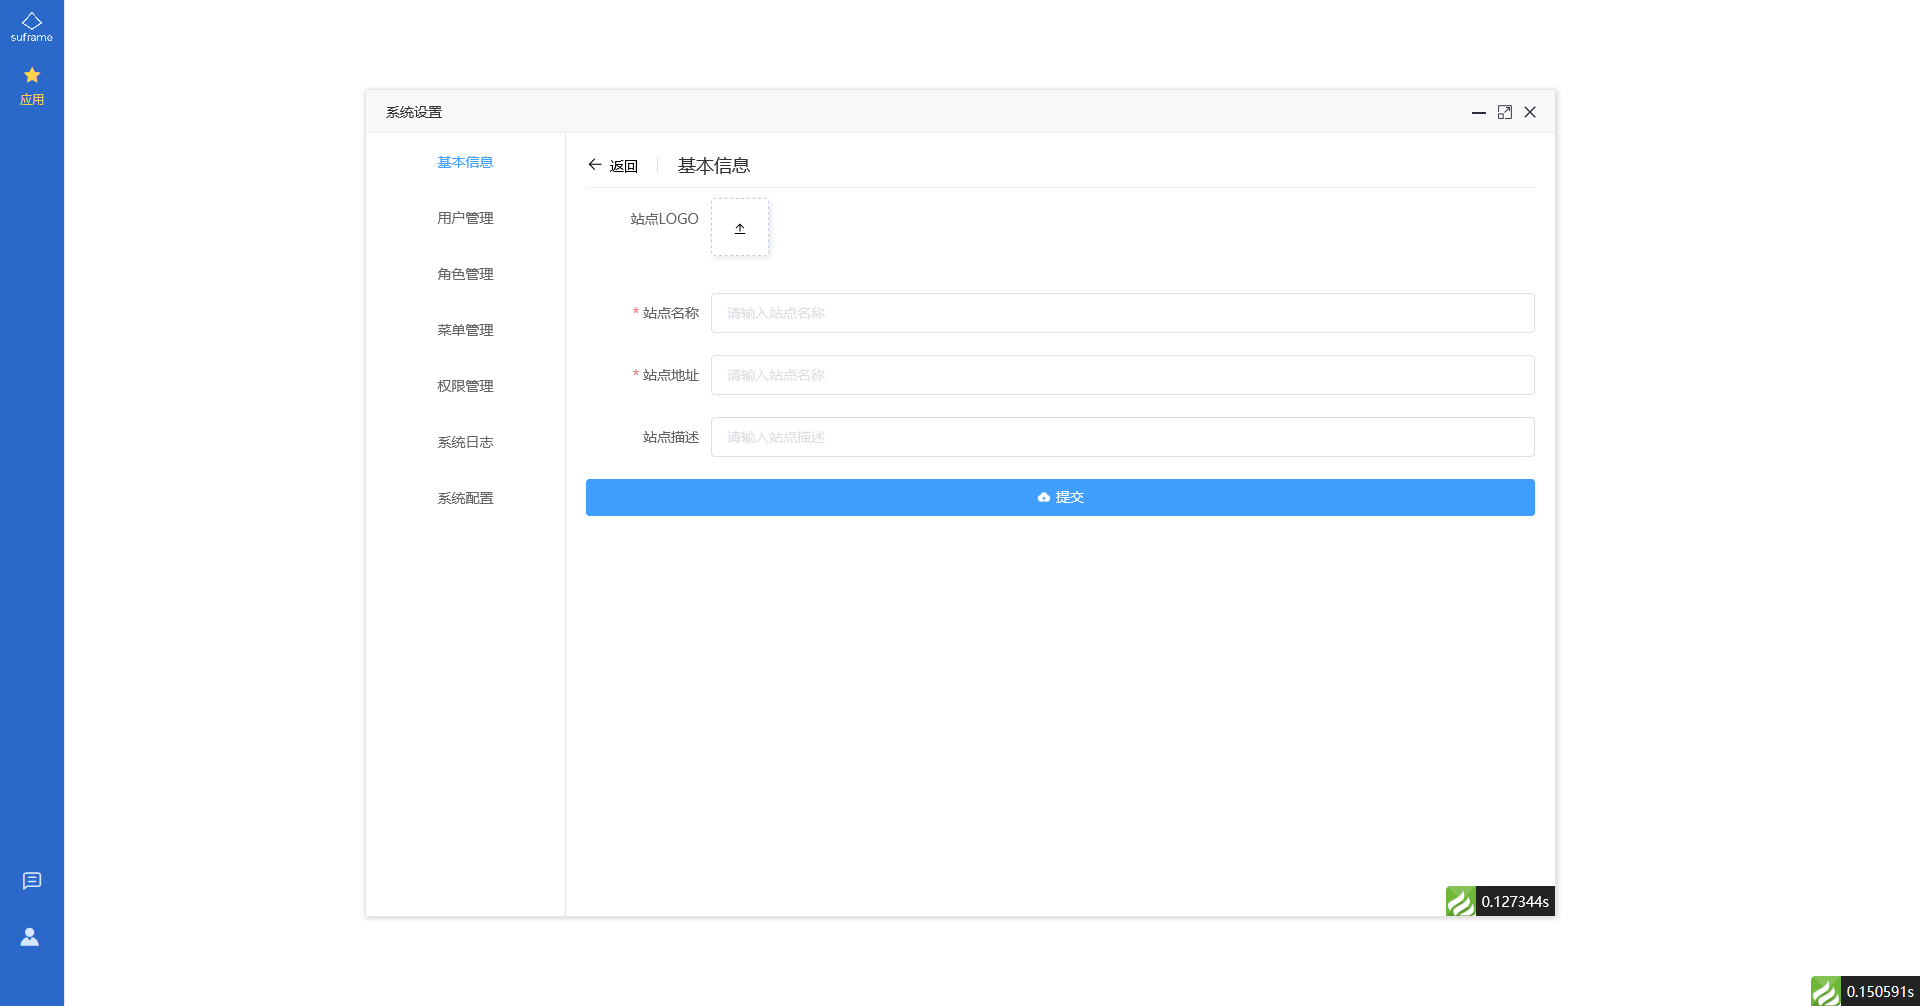 suframe
应用
系统设置
基本信息
用户管理
角色管理
菜单管理
权限管理
系统日志
系统配置
返回 基本信息
站点LOGO
* 站点名称 请输入站点名称
* 站点地址 请输入站点名称
站点描述 请输入站点描述
提交
0.127344s
0.150591s